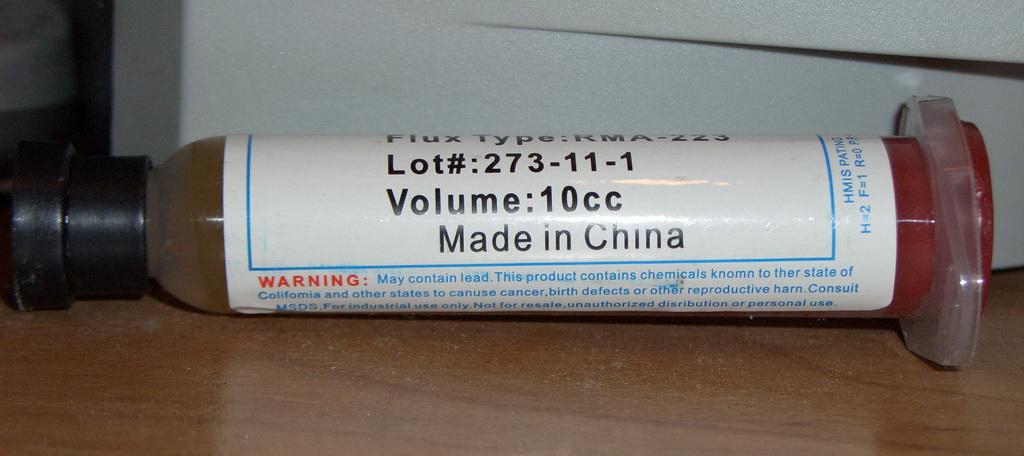 Flux Type:RMA-223
Lot#:273-11-1
Volume:10cc
Made in China
WARNING: May contain lead.This product contains chemicals knomn to ther state of
Colifomia and other states to canuse cancer,birth defects or other reproductive harn.Consuit
MSDS.For industrial use only.Not for resale,unauthorized disribution or personal use.
HMIS PATING
H=2 F=1 R=0